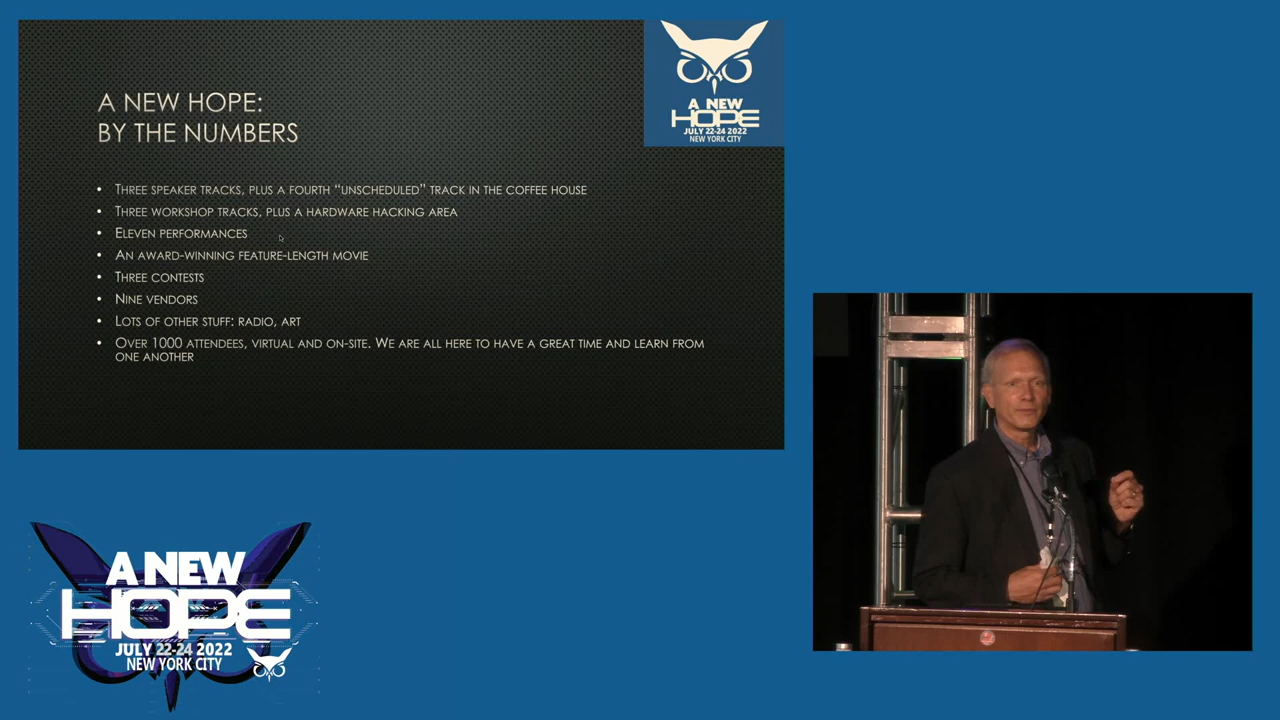 A NEW HOPE:
BY THE NUMBERS
A NEW
HOPE
JULY 22-24 2022
NEW YORK CITY
• THREE SPEAKER TRACKS, PLUS A FOURTH “UNSCHEDULED” TRACK IN THE COFFEE HOUSE
• THREE WORKSHOP TRACKS, PLUS A HARDWARE HACKING AREA
• ELEVEN PERFORMANCES
• AN AWARD-WINNING FEATURE-LENGTH MOVIE
• THREE CONTESTS
• NINE VENDORS
• LOTS OF OTHER STUFF: RADIO, ART
• OVER 1000 ATTENDEES, VIRTUAL AND ON-SITE. WE ARE ALL HERE TO HAVE A GREAT TIME AND LEARN FROM
ONE ANOTHER
A NEW
HOPE
JULY 22-24 2022
NEW YORK CITY